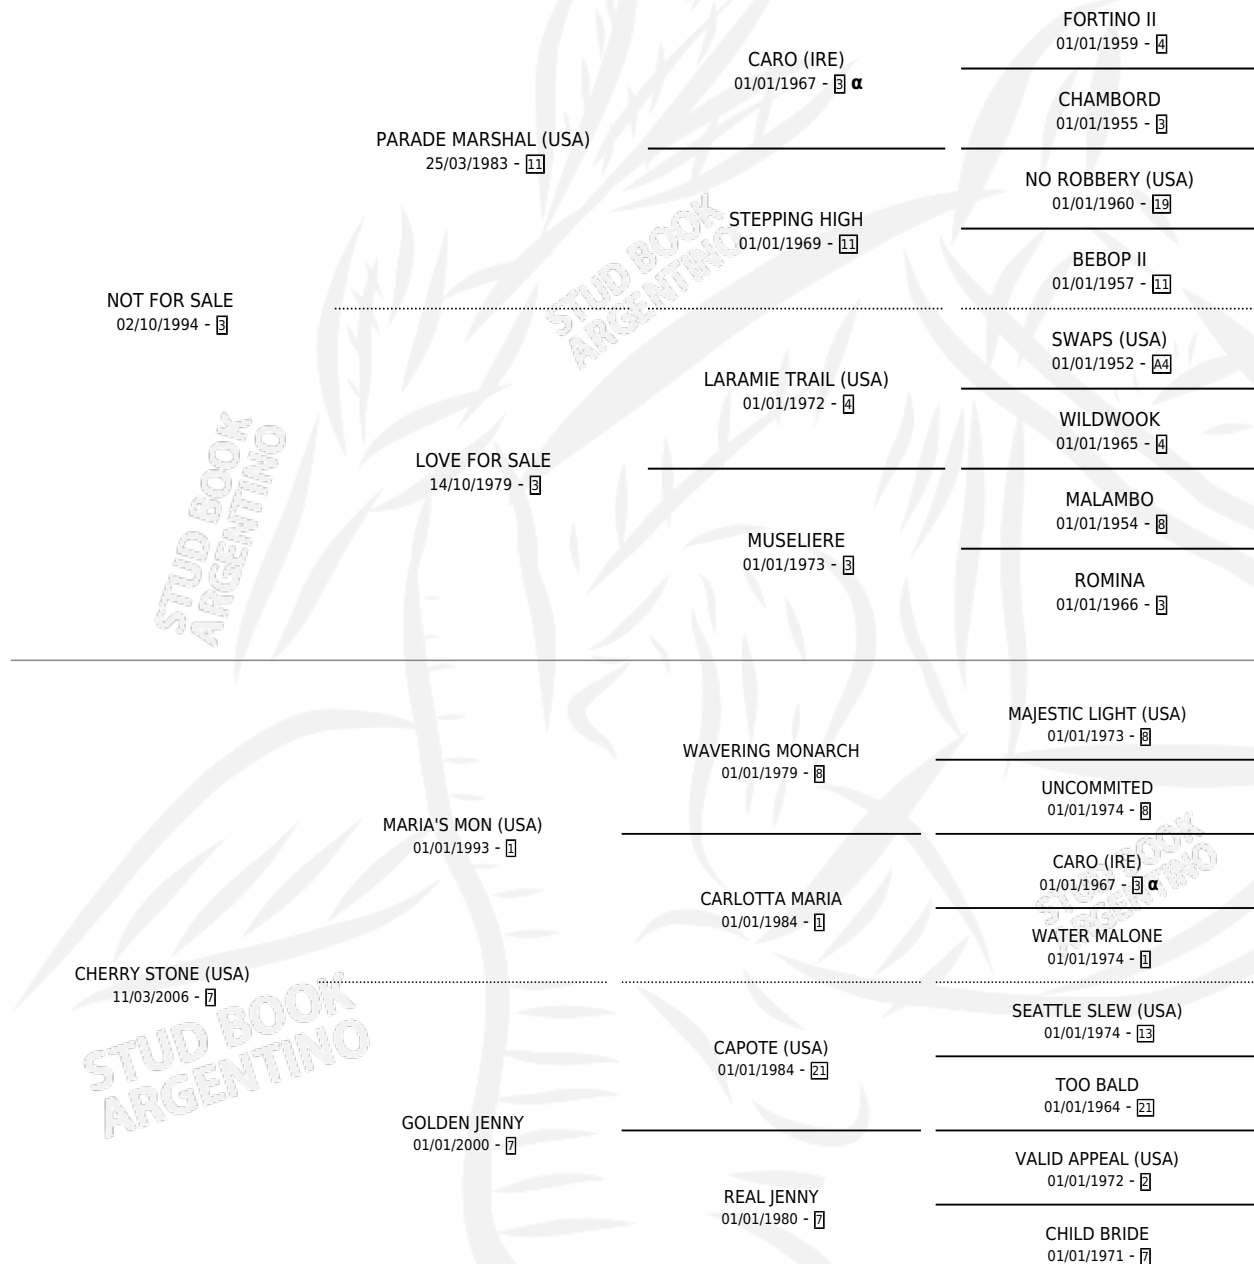 FORTINO II
01/01/1959 - 4
CARO (IRE)
01/01/1967 - 3 α
CHAMBORD
01/01/1955 - 3
PARADE MARSHAL (USA)
25/03/1983 - 11
NO ROBBERY (USA)
01/01/1960 - 19
STEPPING HIGH
01/01/1969 - 11
BEBOP II
01/01/1957 - 11
STUD BOOK
ARGENTINO
NOT FOR SALE
02/10/1994 - 3
SWAPS (USA)
01/01/1952 - A4
LARAMIE TRAIL (USA)
01/01/1972 - 4
WILDWOOK
01/01/1965 - 4
LOVE FOR SALE
14/10/1979 - 3
MALAMBO
01/01/1954 - 8
MUSELIERE
01/01/1973 - 3
ROMINA
01/01/1966 - 3
STUD BOOK
ARGENTINO
MAJESTIC LIGHT (USA)
01/01/1973 - 8
WAVERING MONARCH
01/01/1979 - 8
UNCOMMITED
01/01/1974 - 8
MARIA'S MON (USA)
01/01/1993 - 1
CARO (IRE)
01/01/1967 - 3 α
CARLOTTA MARIA
01/01/1984 - 1
WATER MALONE
01/01/1974 - 1
STUD BOOK
ARGENTINO
CHERRY STONE (USA)
11/03/2006 - 7
SEATTLE SLEW (USA)
01/01/1974 - 13
CAPOTE (USA)
01/01/1984 - 21
TOO BALD
01/01/1964 - 21
STUD BOOK
ARGENTINO
GOLDEN JENNY
01/01/2000 - 7
VALID APPEAL (USA)
01/01/1972 - 2
REAL JENNY
01/01/1980 - 7
CHILD BRIDE
01/01/1971 - 7